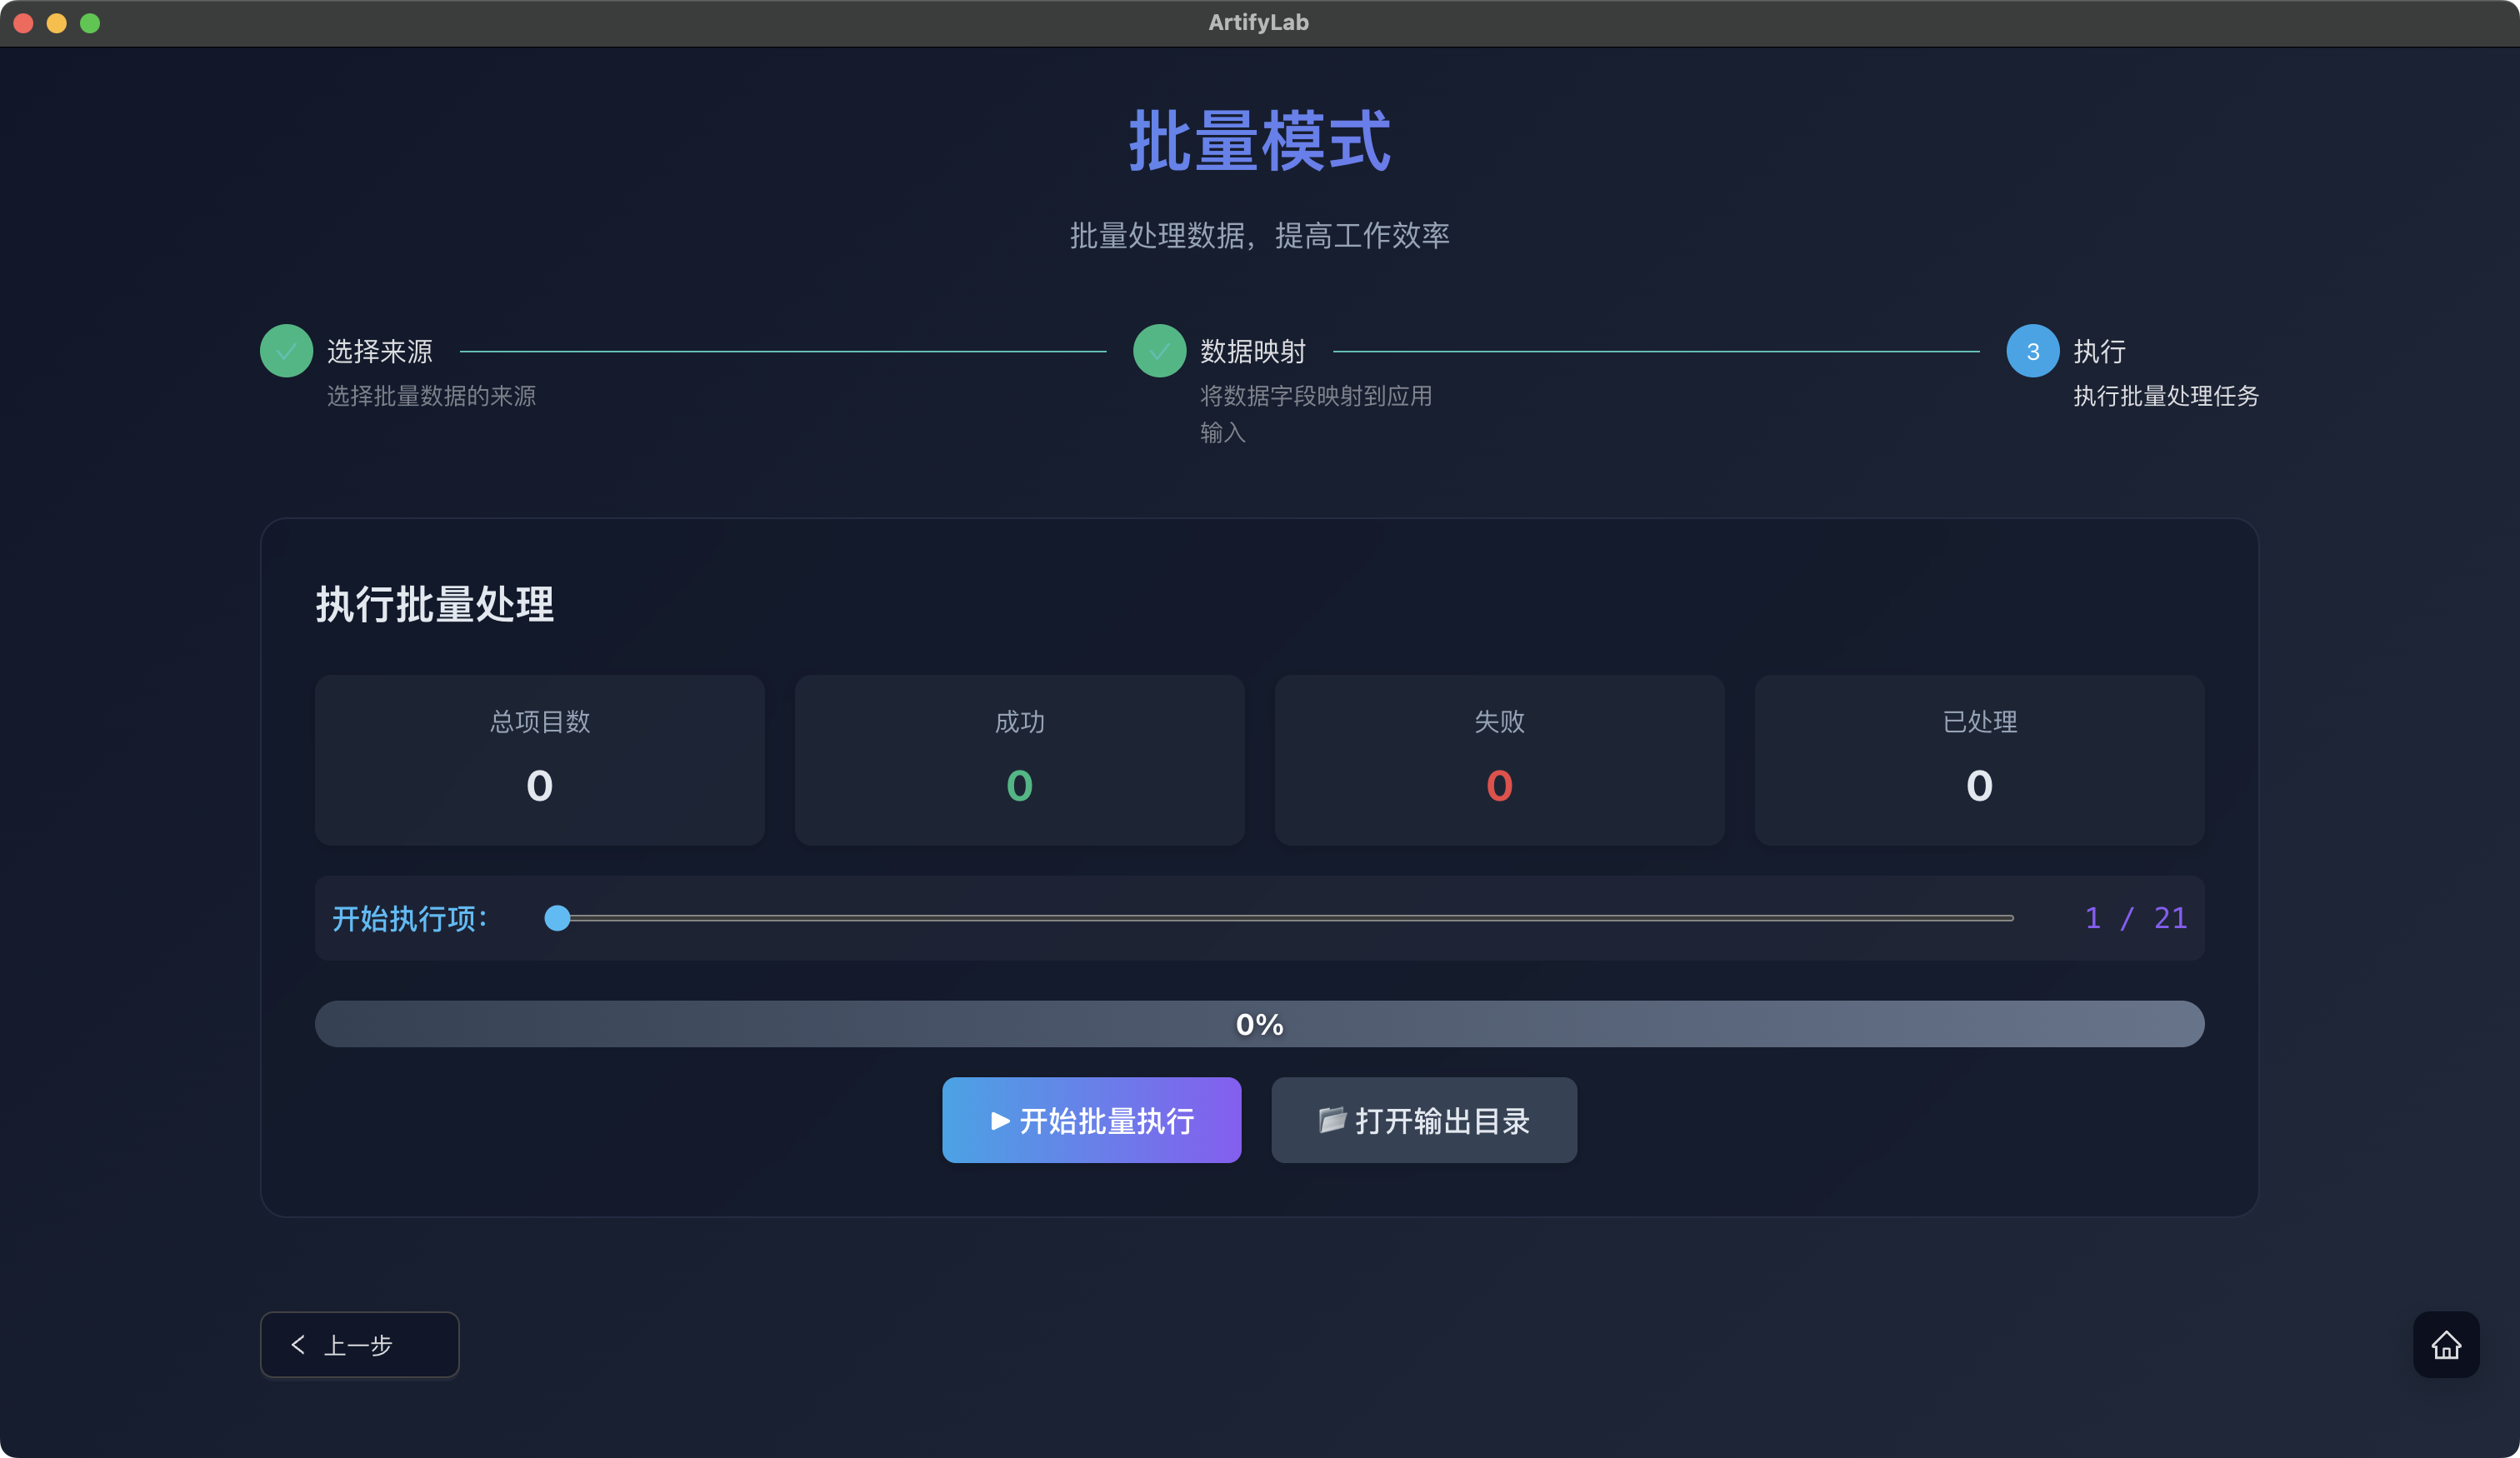 ArtifyLab
批量模式
批量处理数据，提高工作效率
选择来源
选择批量数据的来源
数据映射
将数据字段映射到应用
输入
3 执行
执行批量处理任务
执行批量处理
总项目数
0
成功
0
失败
0
已处理
0
开始执行项：
1 / 21
0%
开始批量执行
打开输出目录
上一步